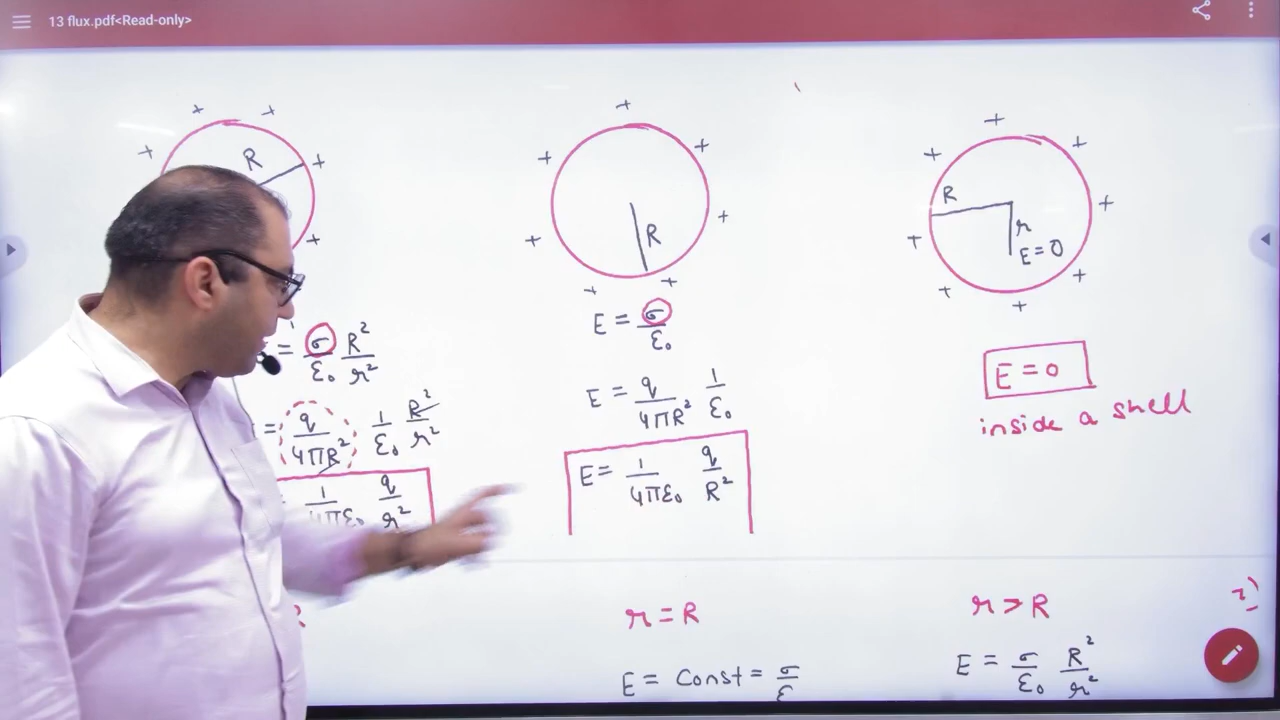 13 flux.pdf<Read-only>
+ +
+ R +
+
= σ/ε₀ R²/r²
= q/4πR² 1/ε₀ R²/r²
1/4πε₀ q/r²
+
+ +
+ R +
+ +
E = σ/ε₀
E = q/4πR² 1/ε₀
E = 1/4πε₀ q/R²
+
+ +
R +
+ r
E = 0
+ + +
E = 0
inside a shell
r = R
E = Const = σ/ε
r > R
E = σ/ε₀ R²/r²